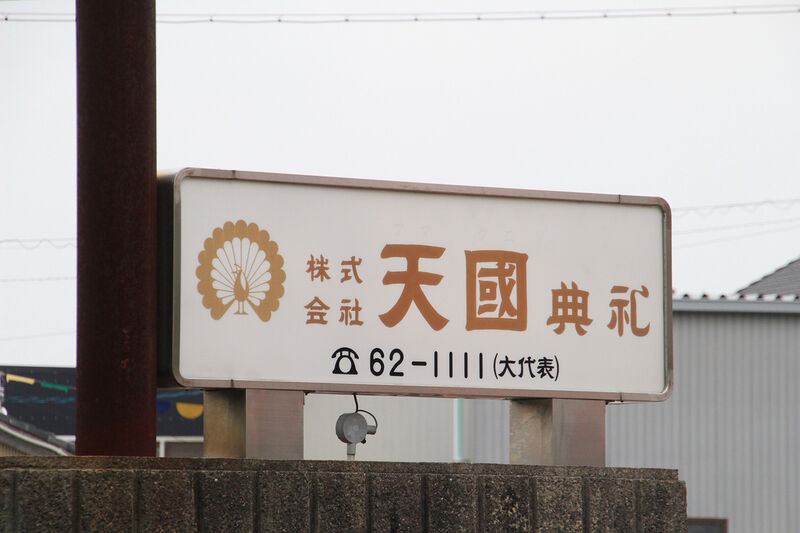 株式会社 天國 典礼
☎ 62-1111(大代表)